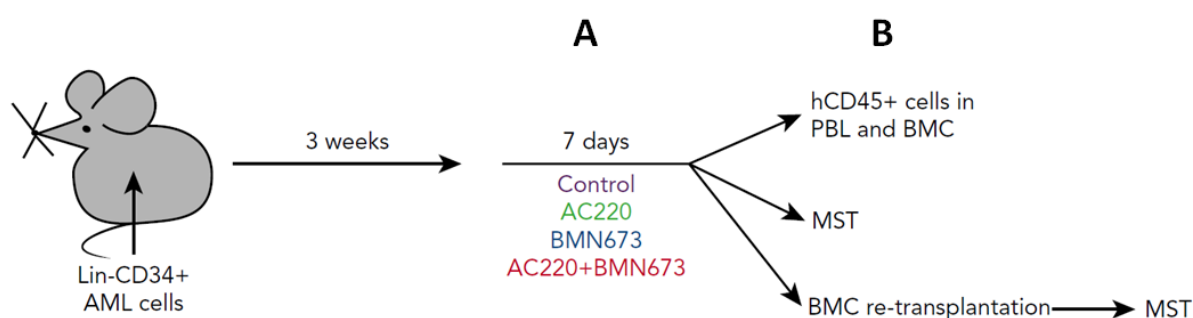 A
B
3 weeks
Lin-CD34+
AML cells
7 days
Control
AC220
BMN673
AC220+BMN673
hCD45+ cells in
PBL and BMC
MST
BMC re-transplantation
MST